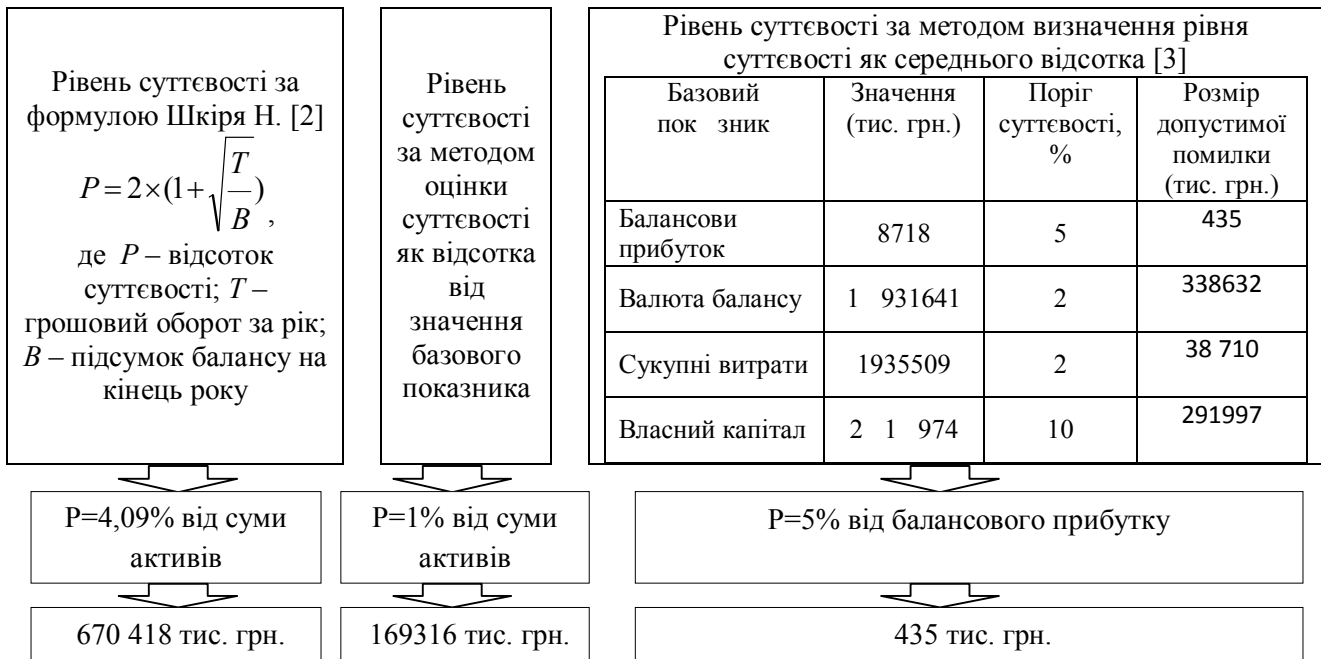 Рівень суттєвості за
формулою Шкіря Н. [2]
P = 2×(1+√(T/B)) ,
де P – відсоток
суттєвості; T –
грошовий оборот за рік;
B – підсумок балансу на
кінець року
Рівень
суттєвості
за методом
оцінки
суттєвості
як відсотка
від
значення
базового
показника
Рівень суттєвості за методом визначення рівня
суттєвості як середнього відсотка [3]
Базовий
пок зник
Значення
(тис. грн.)
Поріг
суттєвості,
%
Розмір
допустимої
помилки
(тис. грн.)
Балансови
прибуток
8718
5
435
Валюта балансу
1 931641
2
338632
Сукупні витрати
1935509
2
38 710
Власний капітал
2 1 974
10
291997
Р=4,09% від суми
активів
Р=1% від суми
активів
Р=5% від балансового прибутку
670 418 тис. грн.
169316 тис. грн.
435 тис. грн.